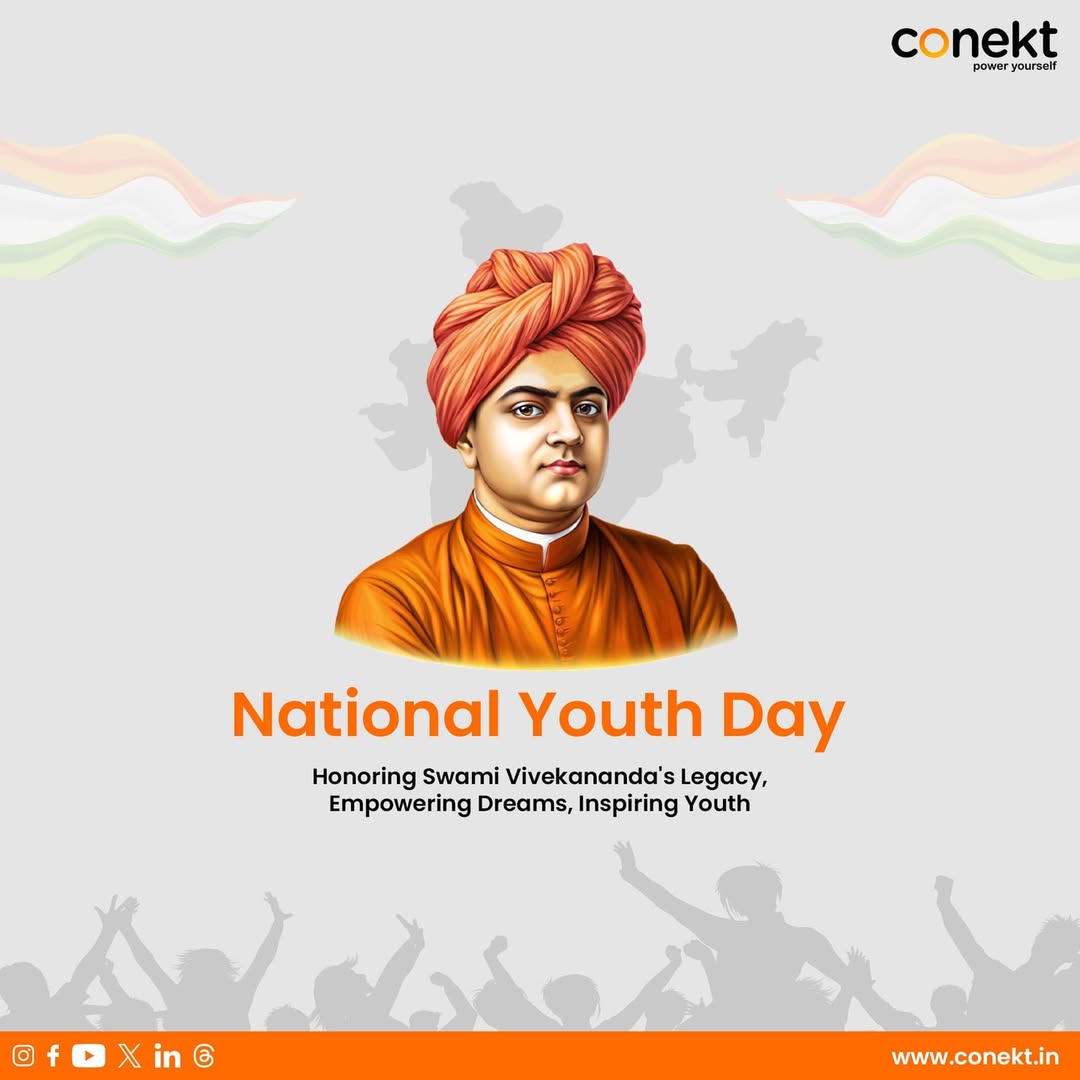 conekt
power yourself
National Youth Day
Honoring Swami Vivekananda's Legacy,
Empowering Dreams, Inspiring Youth
www.conekt.in